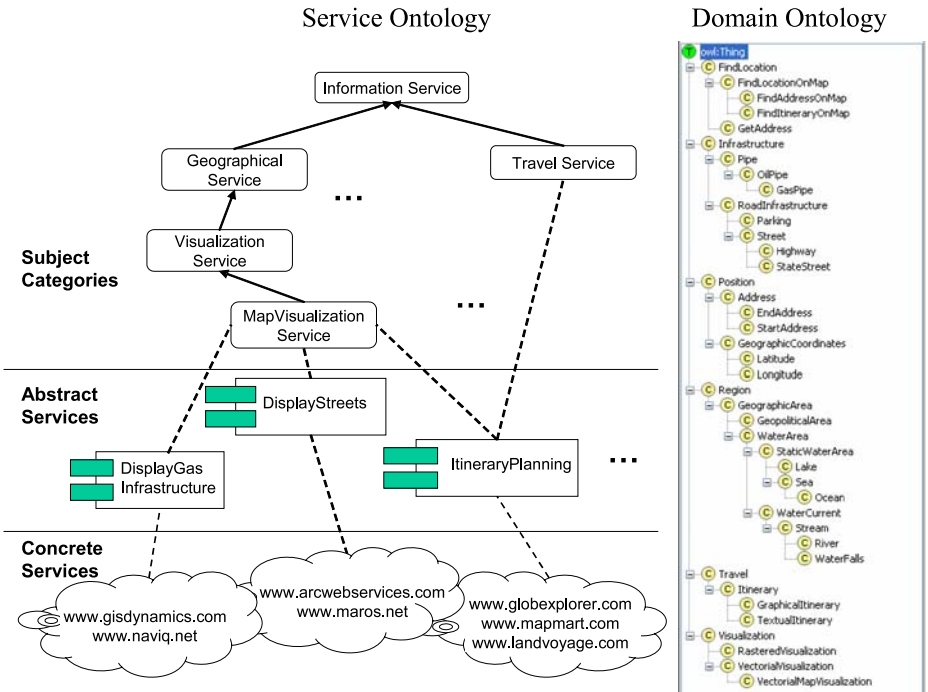 Service Ontology
Information Service
Geographical
Service
Travel Service
...
Visualization
Service
Subject
Categories
...
MapVisualization
Service
Abstract
Services
DisplayStreets
DisplayGas
Infrastructure
ItineraryPlanning
...
Concrete
Services
www.gisdynamics.com
www.naviq.net
www.arcwebservices.com
www.maros.net
www.globexplorer.com
www.mapmart.com
www.landvoyage.com
Domain Ontology
T owl:Thing
C FindLocation
C FindLocationOnMap
C FindAddressOnMap
C FindItineraryOnMap
C GetAddress
C Infrastructure
C Pipe
C OilPipe
C GasPipe
C RoadInfrastructure
C Parking
C Street
C Highway
C StateStreet
C Position
C Address
C EndAddress
C StartAddress
C GeographicCoordinates
C Latitude
C Longitude
C Region
C GeographicArea
C GeopoliticalArea
C WaterArea
C StaticWaterArea
C Lake
C Sea
C Ocean
C WaterCurrent
C Stream
C River
C WaterFalls
C Travel
C Itinerary
C GraphicalItinerary
C TextualItinerary
C Visualization
C RasteredVisualization
C VectorialVisualization
C VectorialMapVisualization